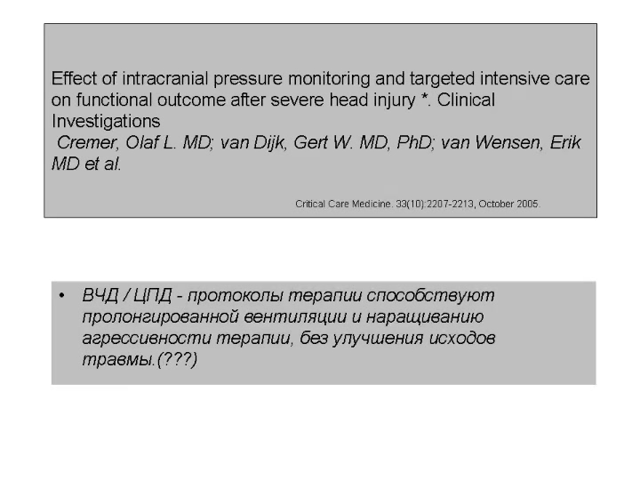 Effect of intracranial pressure monitoring and targeted intensive care
on functional outcome after severe head injury *. Clinical
Investigations
Cremer, Olaf L. MD; van Dijk, Gert W. MD, PhD; van Wensen, Erik
MD et al.
Critical Care Medicine. 33(10):2207-2213, October 2005.
• ВЧД / ЦПД - протоколы терапии способствуют
пролонгированной вентиляции и наращиванию
агрессивности терапии, без улучшения исходов
травмы.(???)